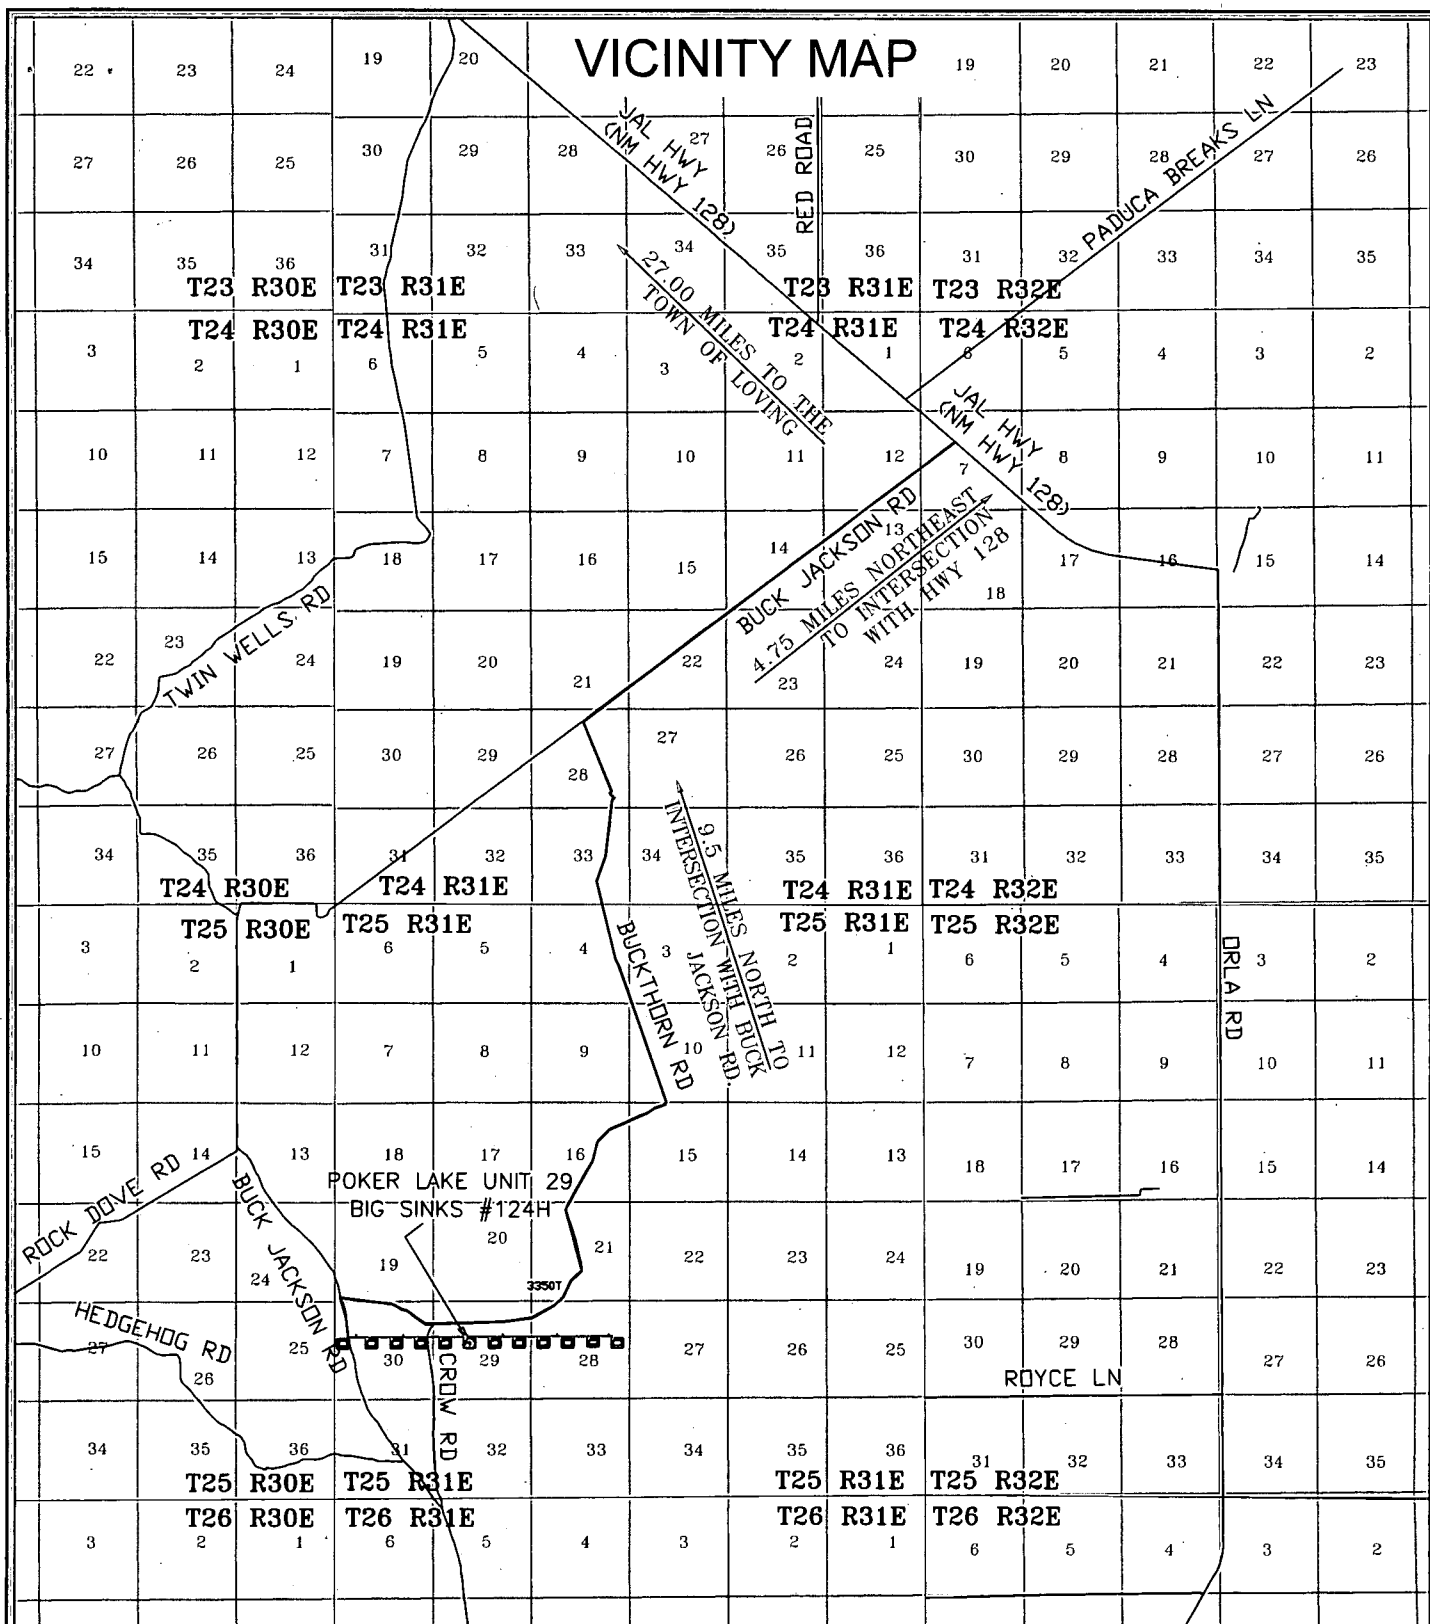 VICINITY MAP
22 23 24 19 20 19 20 21 22 23
JAL HWY
(NM HWY 128)
RED ROAD
PADUCA BREAKS LN
27 26 25 30 29 28 27 26 25 30 29 28 27 26
34 35 36 31 32 33 34 35 36 31 32 33 34 35
T23 R30E T23 R31E T23 R31E T23 R32E
27.00 MILES TO THE
TOWN OF LOVING
T24 R30E T24 R31E T24 R31E T24 R32E
3 2 1 6 5 4 3 2 1 6 5 4 3 2
JAL HWY
(NM HWY 128)
10 11 12 7 8 9 10 11 12 7 8 9 10 11
BUCK JACKSON RD
4.75 MILES NORTHEAST
TO INTERSECTION
WITH HWY 128
15 14 13 18 17 16 15 14 13 18 17 16 15 14
TWIN WELLS RD
22 23 24 19 20 21 22 23 24 19 20 21 22 23
27 26 25 30 29 28 27 26 25 30 29 28 27 26
9.5 MILES NORTH TO
INTERSECTION WITH BUCK
JACKSON RD.
34 35 36 31 32 33 34 35 36 31 32 33 34 35
T24 R30E T24 R31E T24 R31E T24 R32E
T25 R30E T25 R31E T25 R31E T25 R32E
BUCKTHORN RD
ORLA RD
3 2 1 6 5 4 3 2 1 6 5 4 3 2
10 11 12 7 8 9 10 11 12 7 8 9 10 11
15 14 13 18 17 16 15 14 13 18 17 16 15 14
ROCK DOVE RD
BUCK JACKSON RD
POKER LAKE UNIT 29
BIG SINKS #124H
22 23 24 19 20 21 22 23 24 19 20 21 22 23
3350T
HEDGEHOG RD
27 26 25 30 29 28 27 26 25 30 29 28 27 26
CROW RD
ROYCE LN
34 35 36 31 32 33 34 35 36 31 32 33 34 35
T25 R30E T25 R31E T25 R31E T25 R32E
T26 R30E T26 R31E T26 R31E T26 R32E
3 2 1 6 5 4 3 2 1 6 5 4 3 2